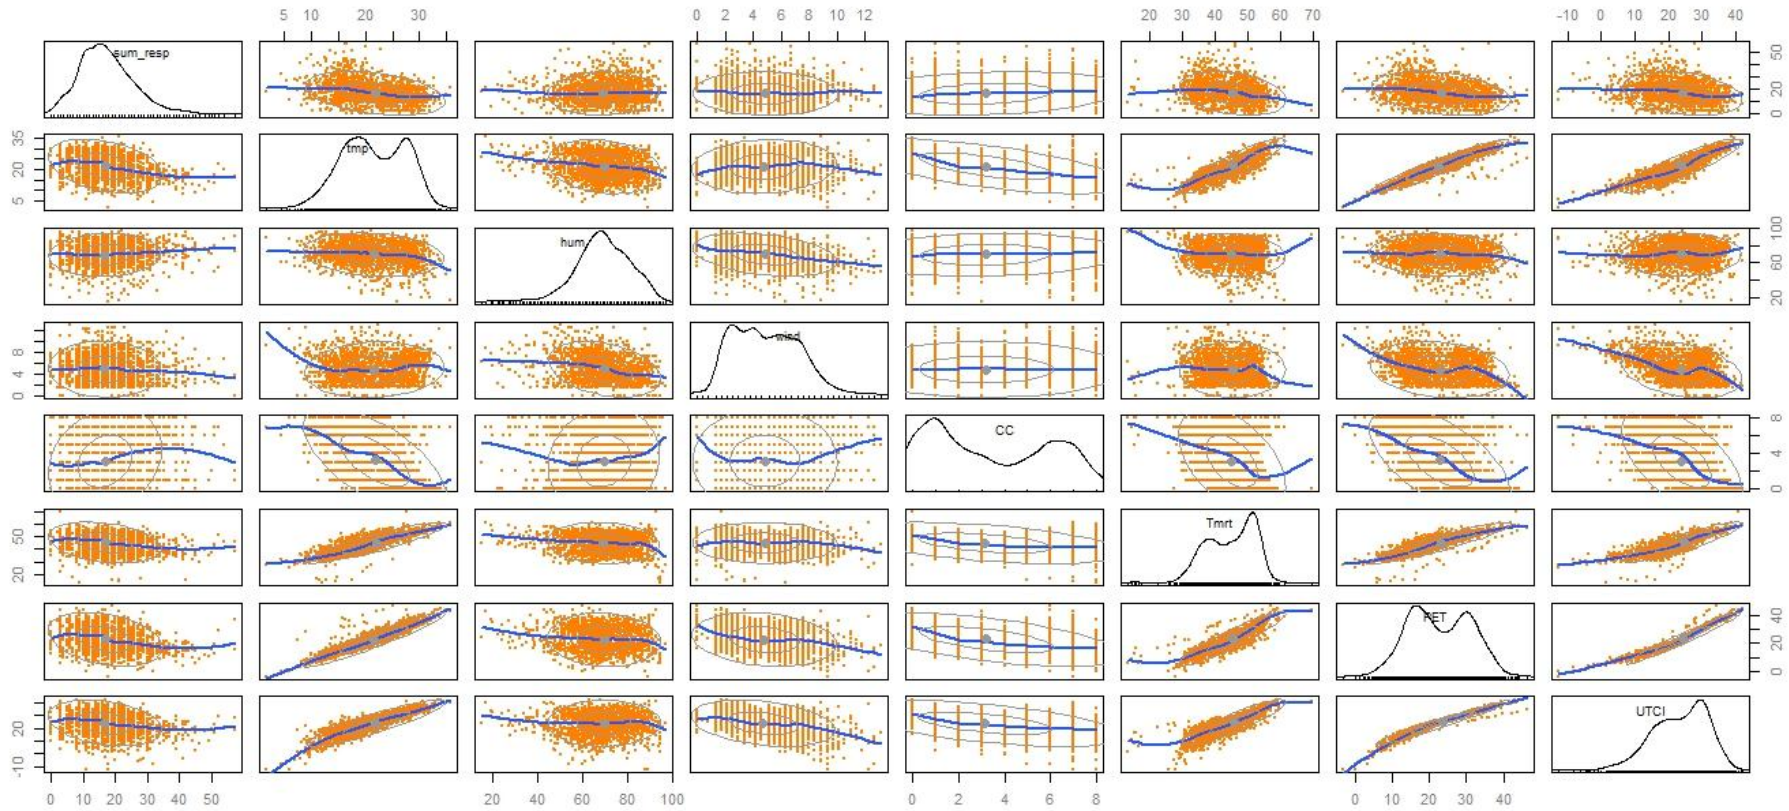 5 10 20 30
0 2 4 6 8 10 12
20 30 40 50 60 70
-10 0 10 20 30 40
sum_resp
0 20 50
5 20 35
tmp
hum
20 60 100
0 4 8
wind
CC
0 4 8
20 50
Tmrt
PET
0 20 40
-10 20
UTCI
0 10 20 30 40 50
20 40 60 80 100
0 2 4 6 8
0 10 20 30 40